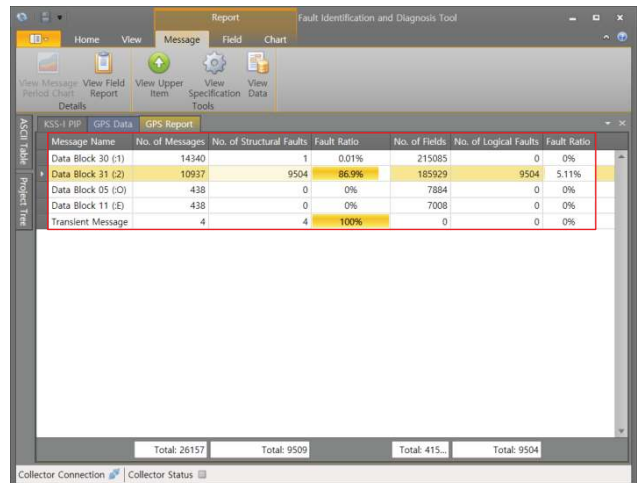 Report Fault Identification and Diagnosis Tool
Home View Message Field Chart
View Message Period Chart
View Field Report
View Upper Item
View Specification
View Data
Details
Tools
ASCII Table
Project Tree
KSS-I PIP GPS Data GPS Report
Message Name No. of Messages No. of Structural Faults Fault Ratio No. of Fields No. of Logical Faults Fault Ratio
Data Block 30 (:1) 14340 1 0.01% 215085 0 0%
Data Block 31 (:2) 10937 9504 86.9% 185929 9504 5.11%
Data Block 05 (:O) 438 0 0% 7884 0 0%
Data Block 11 (:E) 438 0 0% 7008 0 0%
Transient Message 4 4 100% 0 0 0%
Total: 26157 Total: 9509 Total: 415... Total: 9504
Collector Connection Collector Status